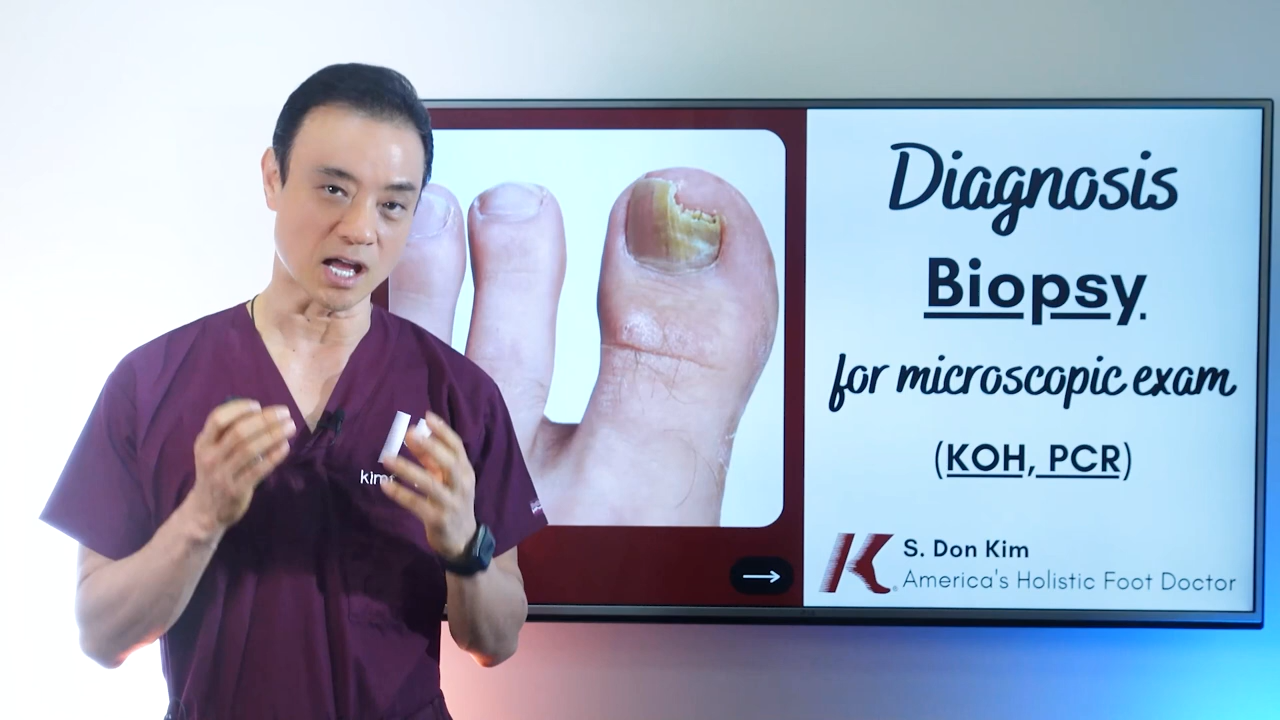 Diagnosis
Biopsy.
for microscopic exam
(KOH, PCR)
K
S. Don Kim
America's Holistic Foot Doctor